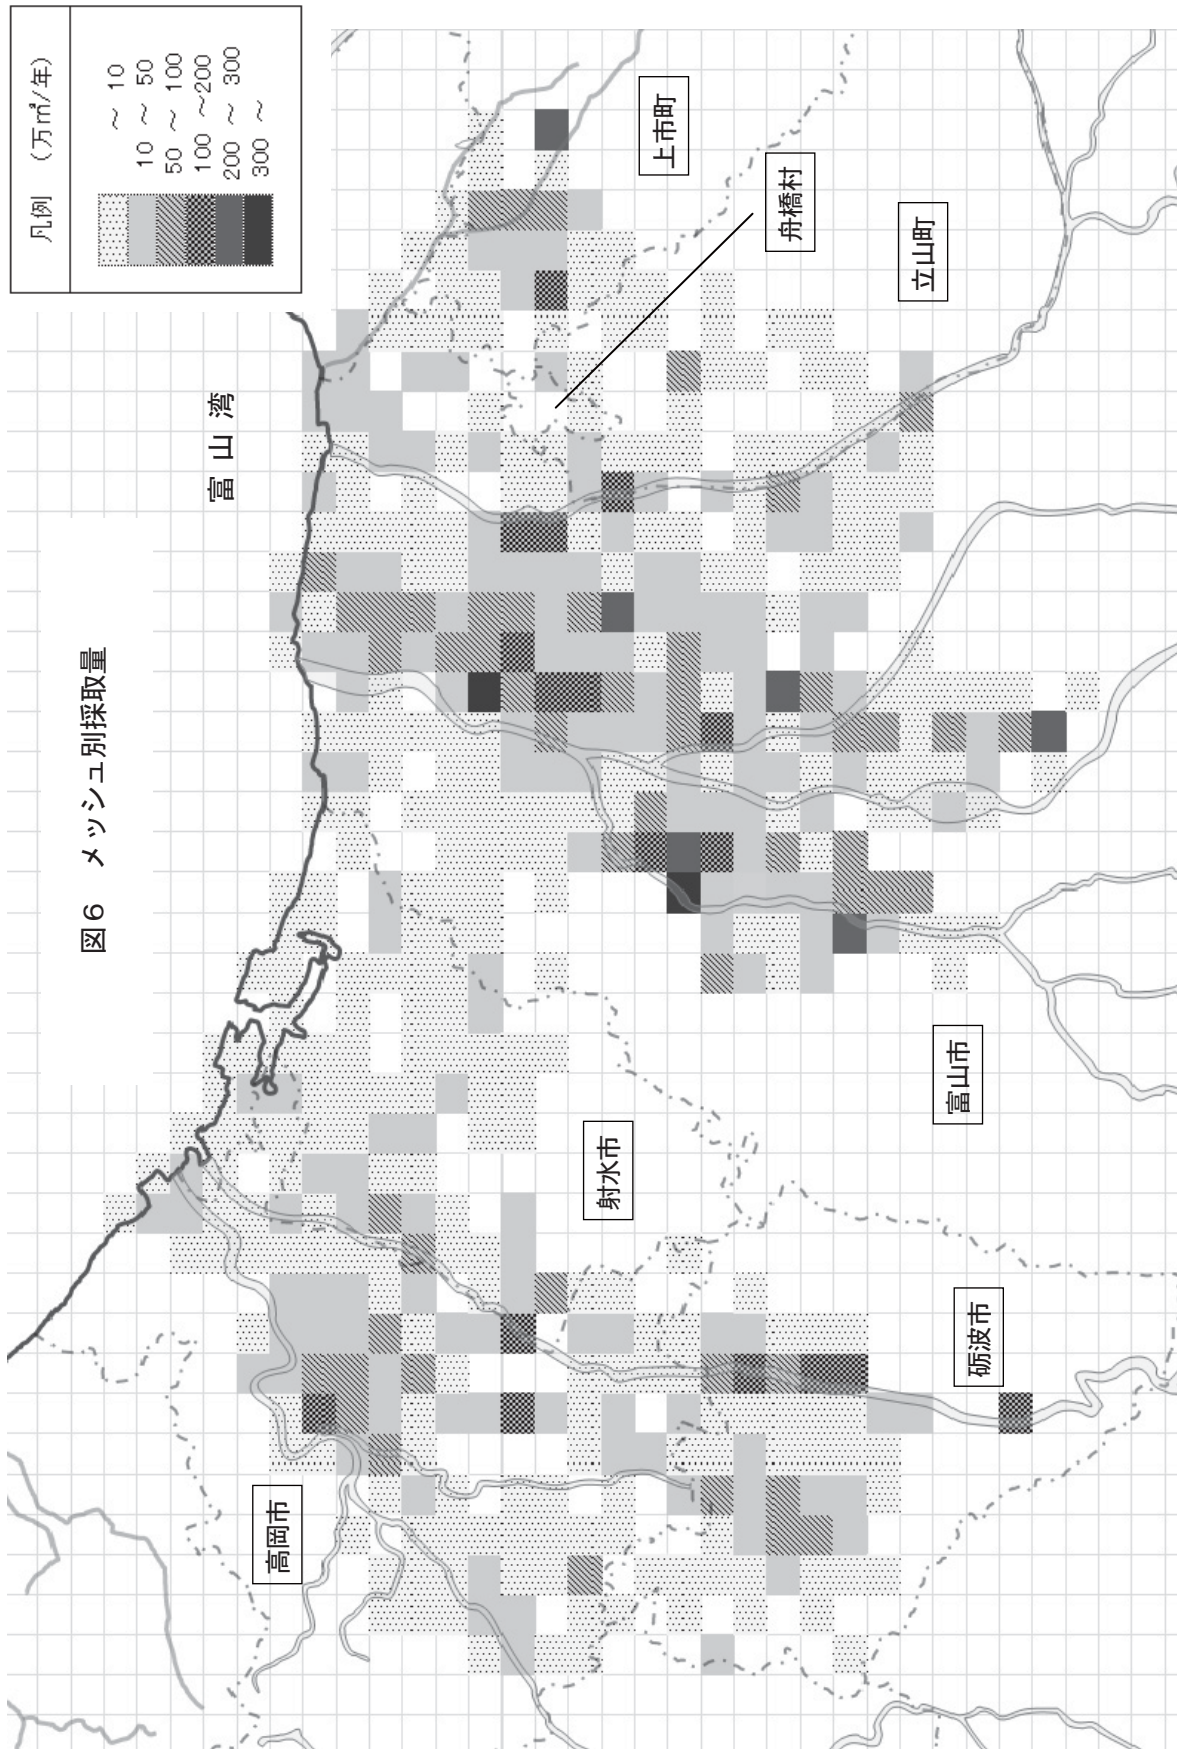 図６　メッシュ別採取量
凡例　（万㎥/年）
～ 10
10 ～ 50
50 ～ 100
100 ～200
200 ～ 300
300 ～
富山湾
上市町
舟橋村
立山町
富山市
射水市
高岡市
砺波市